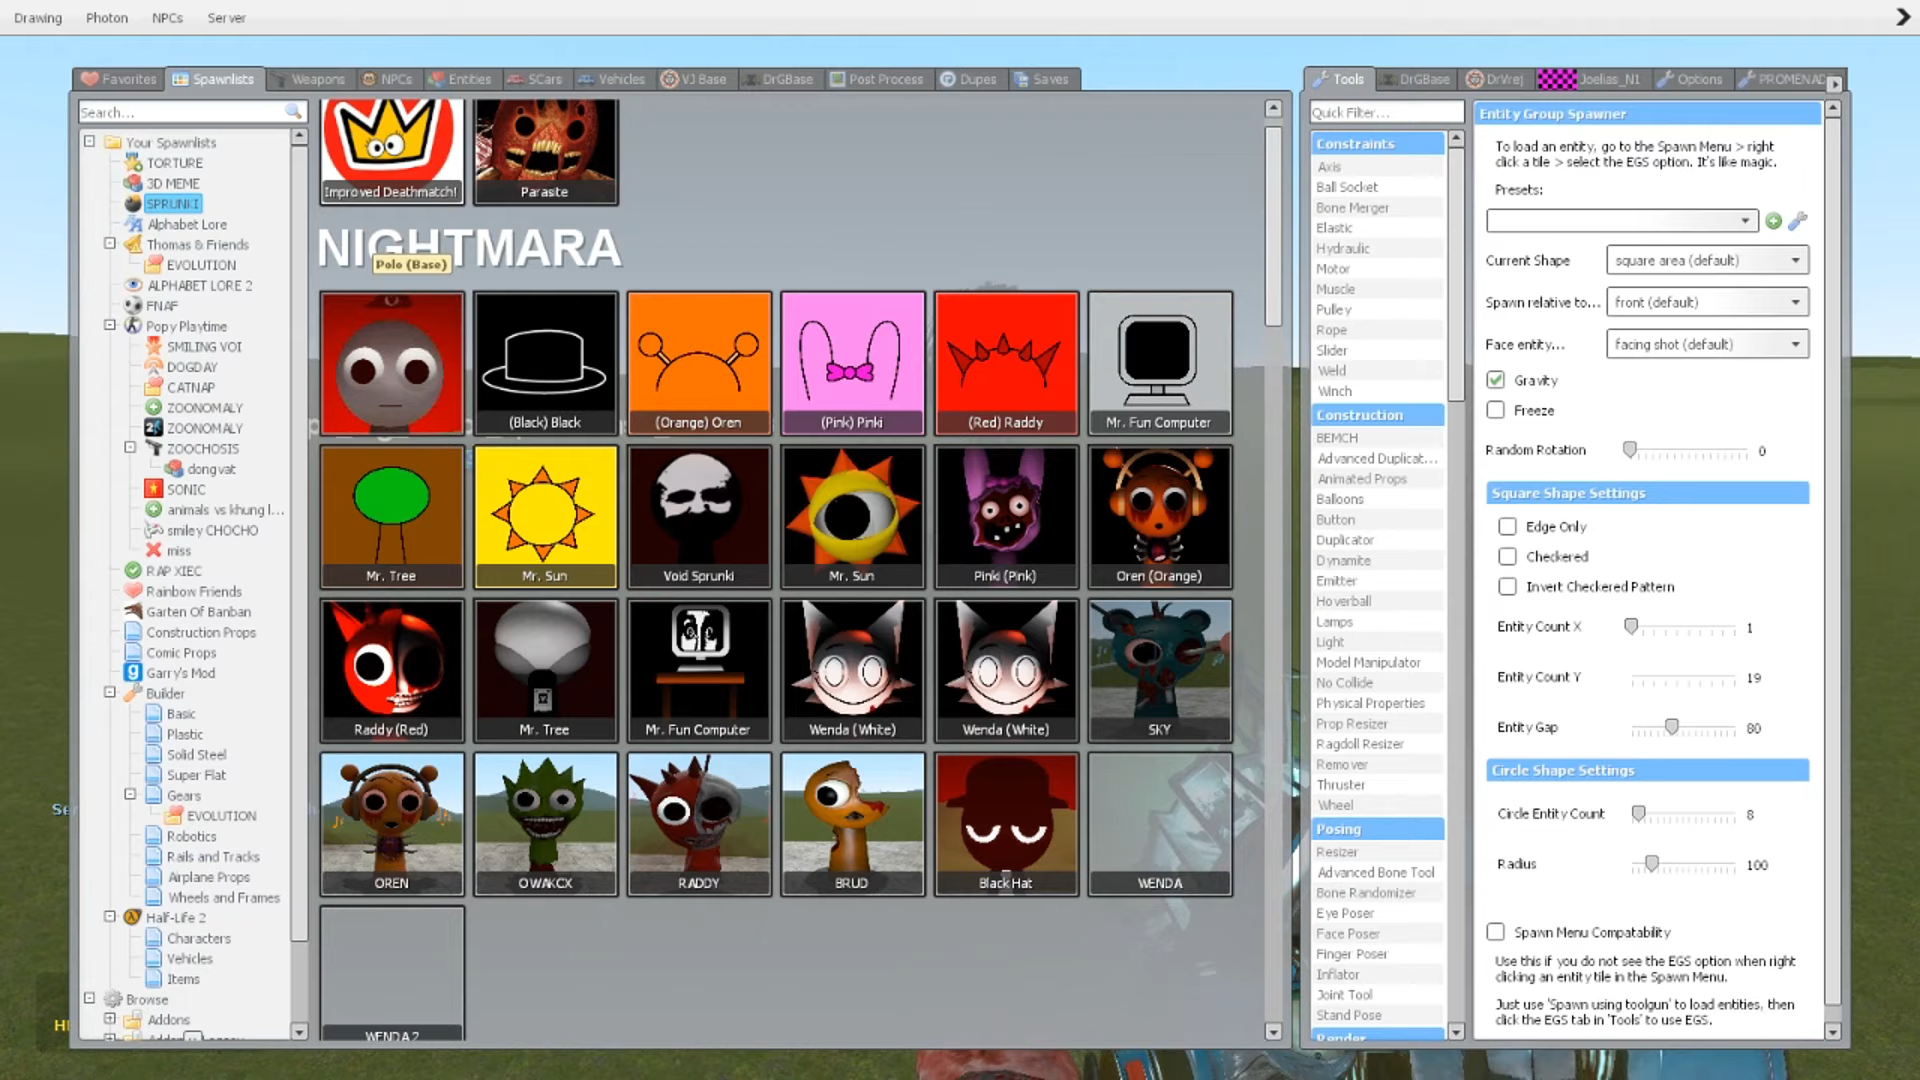 Drawing Photon NPCs Server
Favorites Spawnlists Weapons NPCs Entities SCars Vehicles VJ Base DrGBase Post Process Dupes Saves
Search...
Your Spawnlists
TORTURE
3D MEME
SPRUNKI
Alphabet Lore
Thomas & Friends
EVOLUTION
ALPHABET LORE 2
FNAF
Popy Playtime
SMILING VOI
DOGDAY
CATNAP
ZOONOMALY
ZOONOMALY
ZOOCHOSIS
dongvat
SONIC
animals vs khung l...
smiley CHOCHO
miss
RAP XIEC
Rainbow Friends
Garten Of Banban
Construction Props
Comic Props
Garry's Mod
Builder
Basic
Plastic
Solid Steel
Super Flat
Gears
EVOLUTION
Robotics
Rails and Tracks
Airplane Props
Wheels and Frames
Half-Life 2
Characters
Vehicles
Items
Browse
Addons
Improved Deathmatch! Parasite
NIGHTMARA
Polo (Base)
(Black) Black (Orange) Oren (Pink) Pinki (Red) Raddy Mr. Fun Computer
Mr. Tree Mr. Sun Void Sprunki Mr. Sun Pinki (Pink) Oren (Orange)
Raddy (Red) Mr. Tree Mr. Fun Computer Wenda (White) Wenda (White) SKY
OREN OWAKCX RADDY BRUD Black Hat WENDA
WENDA 2
Tools DrGBase DrVrej Joelias_N1 Options PROMENAD
Quick Filter...
Constraints
Axis
Ball Socket
Bone Merger
Elastic
Hydraulic
Motor
Muscle
Pulley
Rope
Slider
Weld
Winch
Construction
BEMCH
Advanced Duplicat...
Animated Props
Balloons
Button
Duplicator
Dynamite
Emitter
Hoverball
Lamps
Light
Model Manipulator
No Collide
Physical Properties
Prop Resizer
Ragdoll Resizer
Remover
Thruster
Wheel
Posing
Resizer
Advanced Bone Tool
Bone Randomizer
Eye Poser
Face Poser
Finger Poser
Inflator
Joint Tool
Stand Pose
Render
Entity Group Spawner
To load an entity, go to the Spawn Menu > right
click a tile > select the EGS option. It's like magic.
Presets:
Current Shape square area (default)
Spawn relative to... front (default)
Face entity... facing shot (default)
Gravity
Freeze
Random Rotation 0
Square Shape Settings
Edge Only
Checkered
Invert Checkered Pattern
Entity Count X 1
Entity Count Y 19
Entity Gap 80
Circle Shape Settings
Circle Entity Count 8
Radius 100
Spawn Menu Compatability
Use this if you do not see the EGS option when right
clicking an entity tile in the Spawn Menu.
Just use 'Spawn using toolgun' to load entities, then
click the EGS tab in 'Tools' to use EGS.